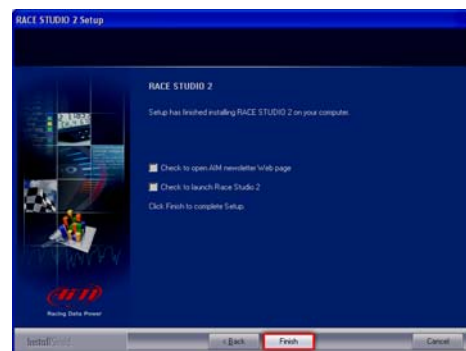 RACE STUDIO 2 Setup
RACE STUDIO 2
Setup has finished installing RACE STUDIO 2 on your computer.
Check to open AIM newsletter Web page
Check to launch Race Studio 2
Click Finish to complete Setup.
AIM
Racing Data Power
InstallShield
< Back
Finish
Cancel